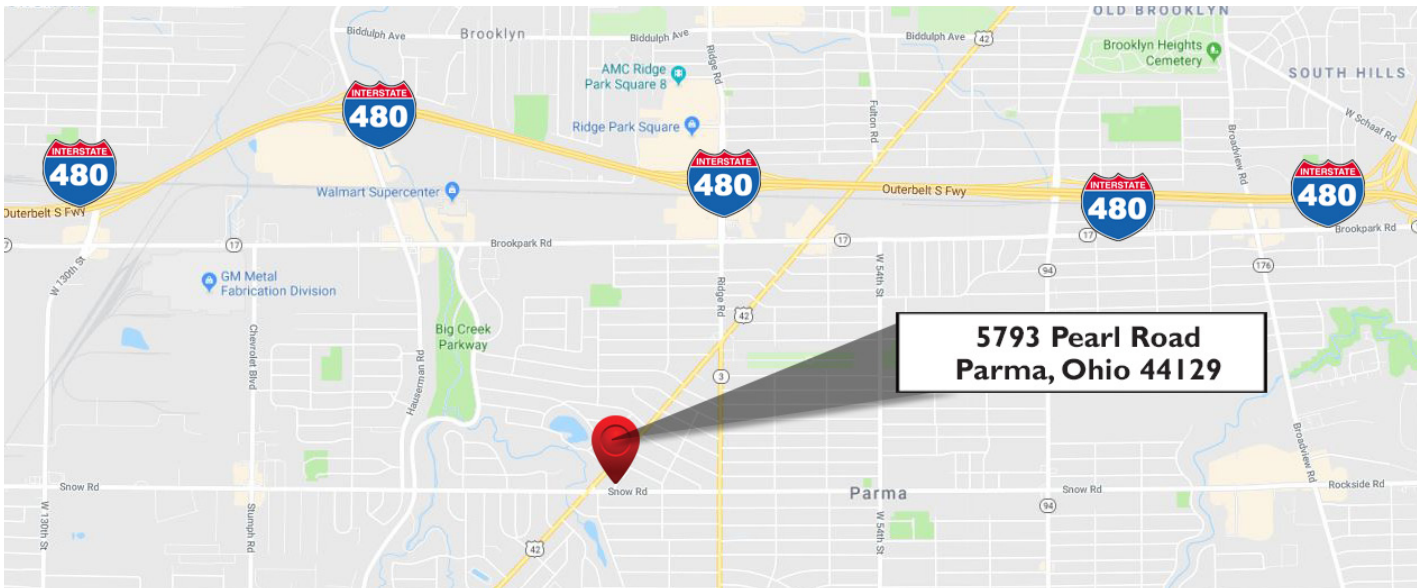 OLD BROOKLYN
Biddulph Ave
Brooklyn
Biddulph Ave
Ridge Rd
Biddulph Ave
42
Brooklyn Heights
Cemetery
AMC Ridge
Park Square 8
SOUTH HILLS
INTERSTATE
480
Ridge Park Square
Fulton Rd
Broadview Rd
W Schaaf Rd
INTERSTATE
480
INTERSTATE
480
INTERSTATE
480
INTERSTATE
480
Walmart Supercenter
Outerbelt S Fwy
Outerbelt S Fwy
17
Brookpark Rd
17
17
Brookpark Rd
W 130th St
GM Metal
Fabrication Division
W 54th St
94
176
Ridge Rd
42
Big Creek
Parkway
Chevrolet Blvd
Hauserman Rd
5793 Pearl Road
Parma, Ohio 44129
3
Broadview Rd
Snow Rd
Snow Rd
Parma
Snow Rd
Rockside Rd
W 130th St
Stumph Rd
W 54th St
94
42